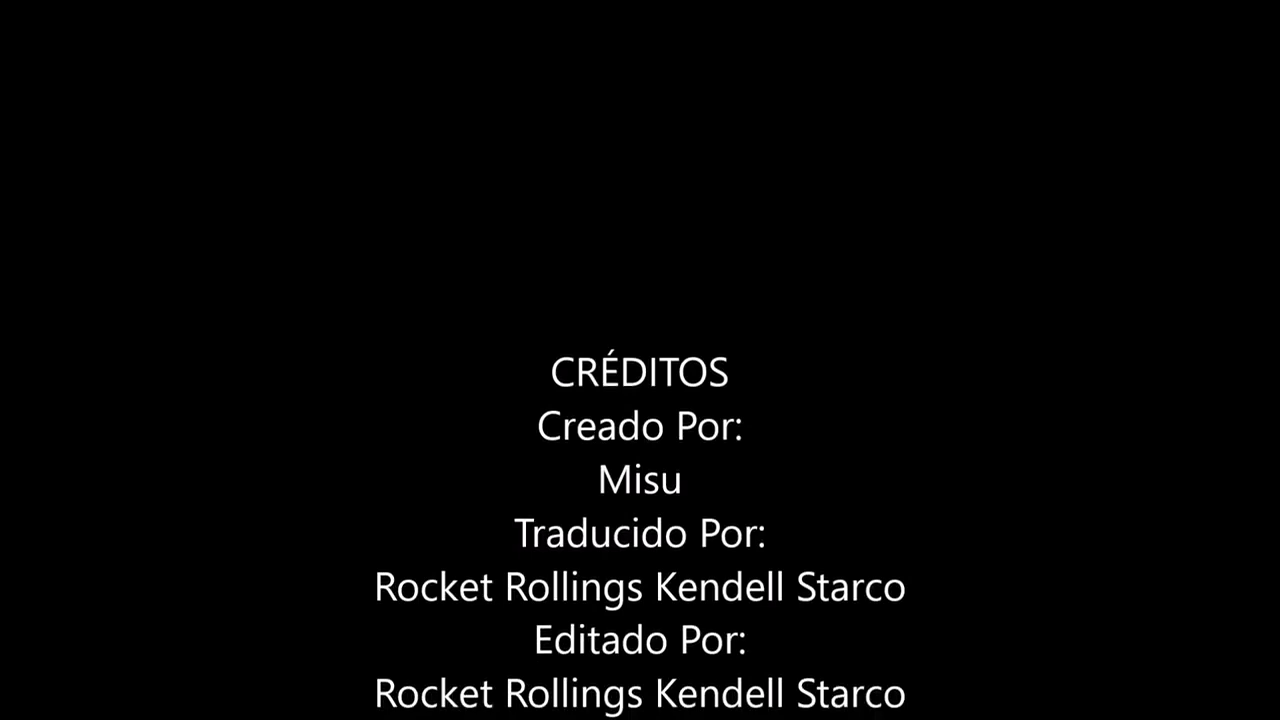 CRÉDITOS
Creado Por:
Misu
Traducido Por:
Rocket Rollings Kendell Starco
Editado Por:
Rocket Rollings Kendell Starco